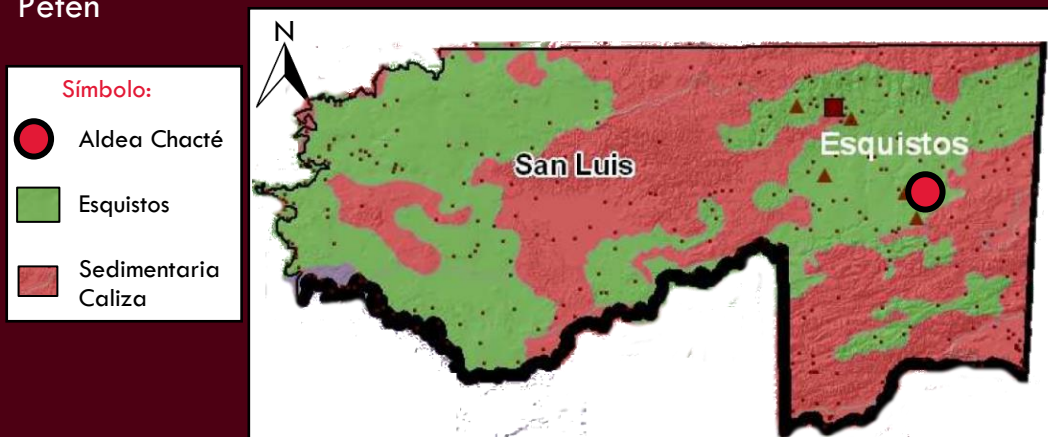 Petén
N
Símbolo:
Aldea Chacté
Esquistos
Sedimentaria
Caliza
San Luis
Esquistos